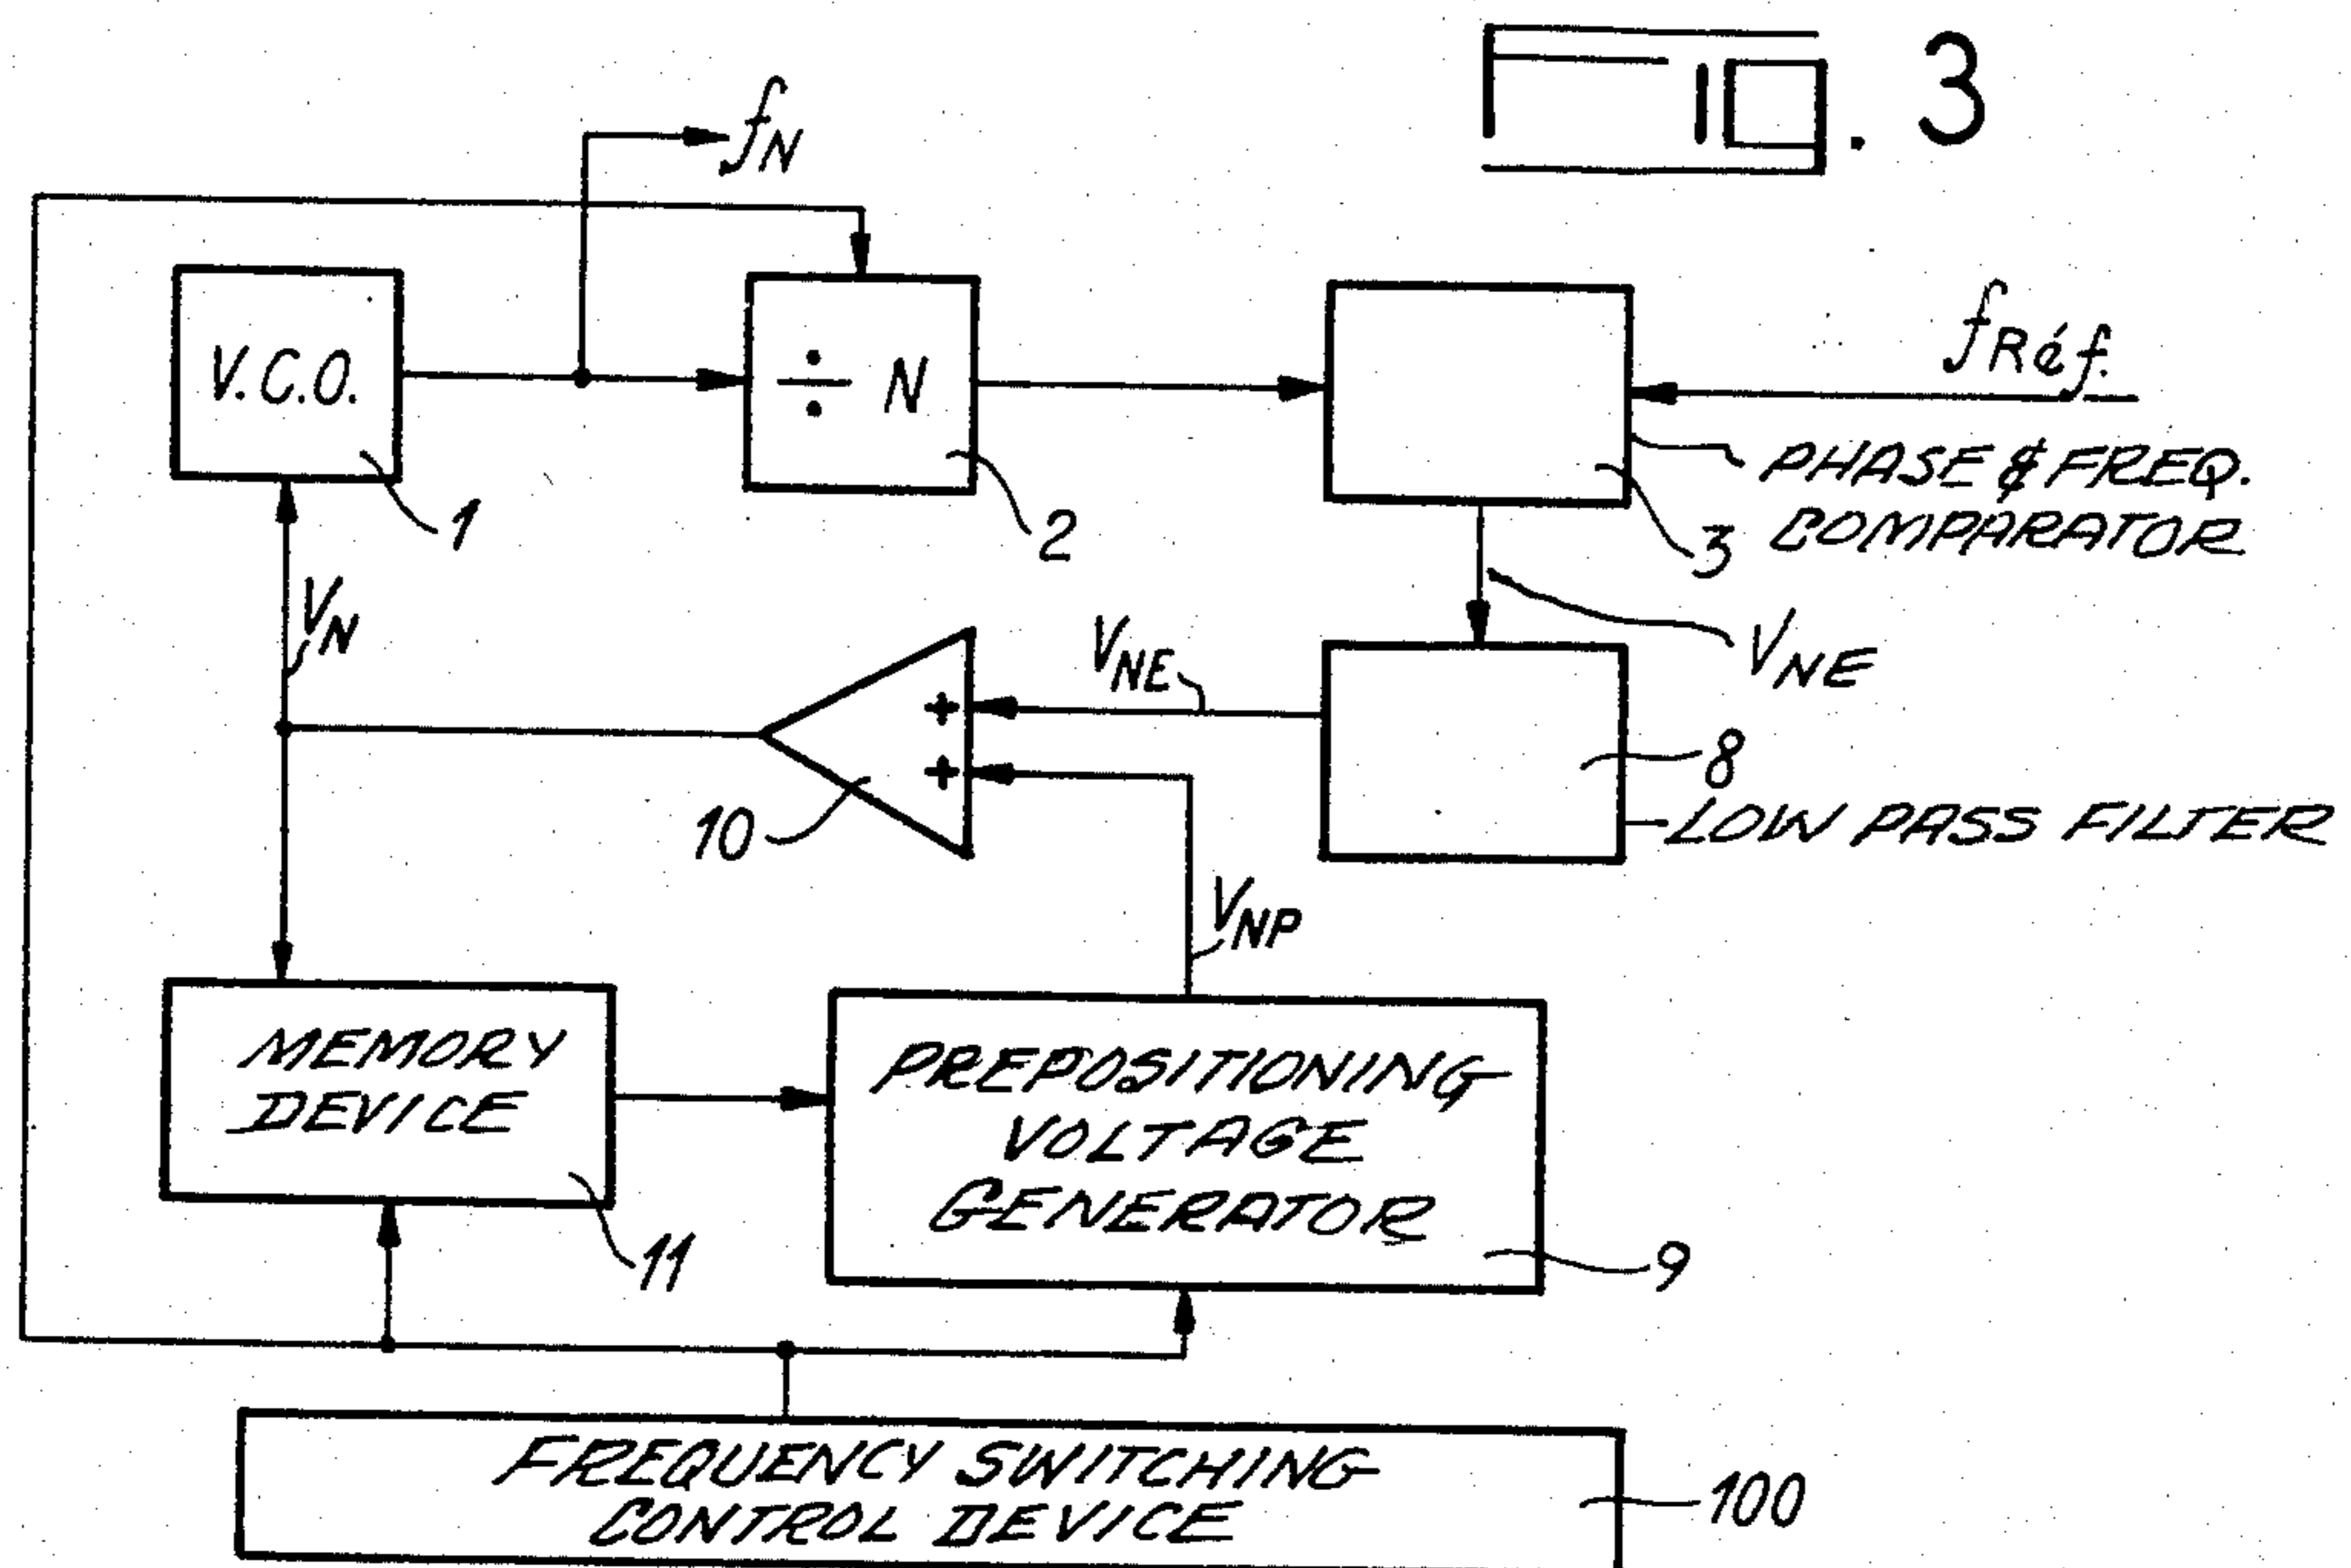 FIG. 3
fN
V.C.O.
÷ N
fRéf.
PHASE & FREQ.
COMPARATOR
1
2
3
VN
VNE
VNE
8
LOW PASS FILTER
10
VNP
MEMORY
DEVICE
11
PREPOSITIONING
VOLTAGE
GENERATOR
9
+
+
FREQUENCY SWITCHING
CONTROL DEVICE
100